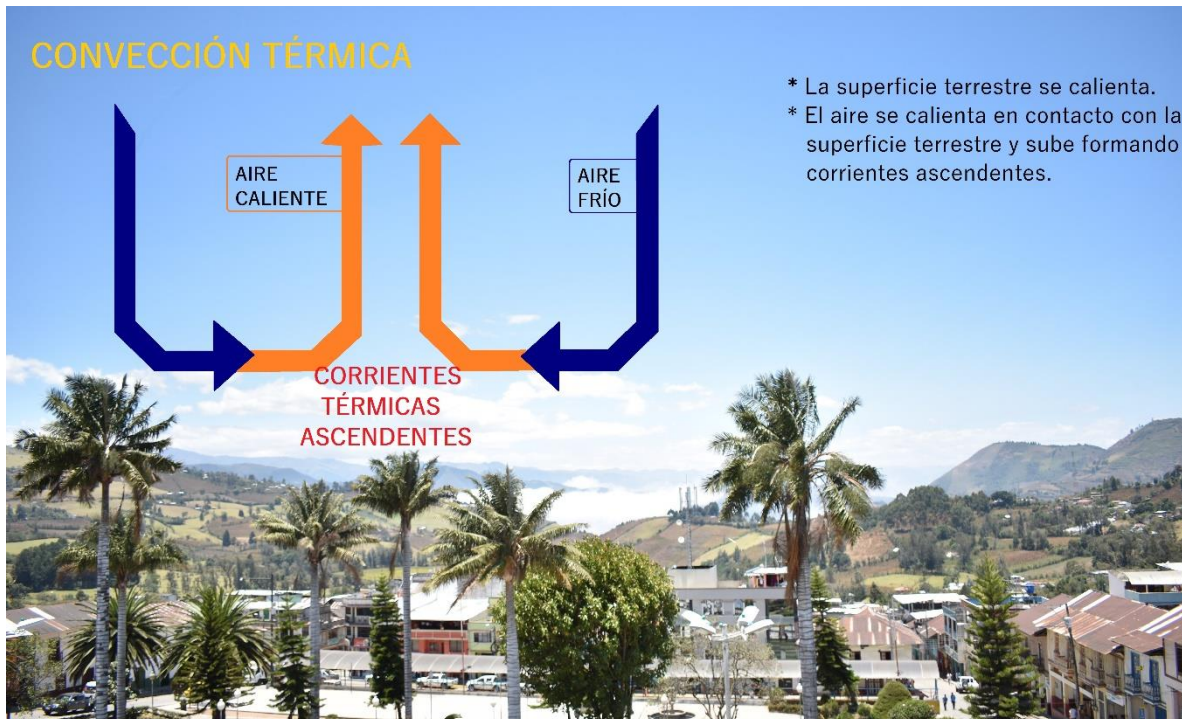 CONVECCIÓN TÉRMICA
* La superficie terrestre se calienta.
* El aire se calienta en contacto con la
superficie terrestre y sube formando
corrientes ascendentes.
AIRE
CALIENTE
AIRE
FRÍO
CORRIENTES
TÉRMICAS
ASCENDENTES